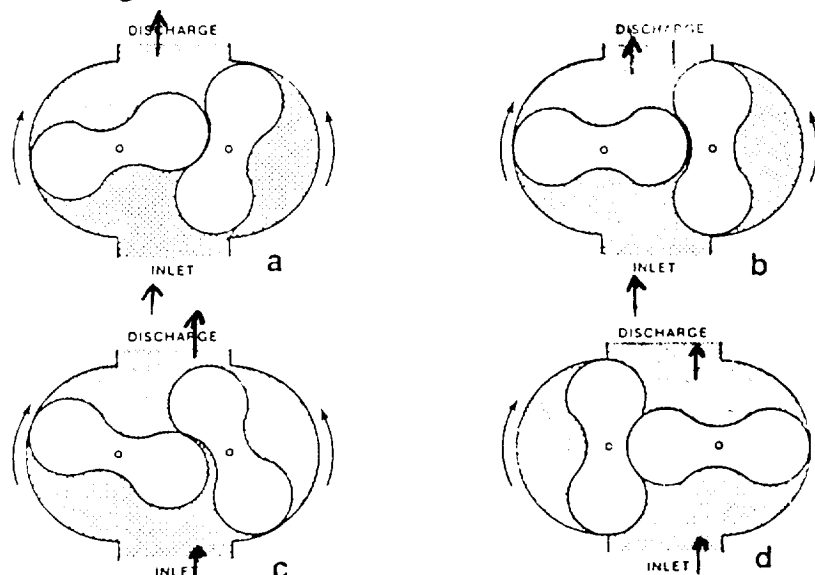 DISCHARGE
INLET
a
DISCHARGE
INLET
b
DISCHARGE
INLET
c
DISCHARGE
INLET
d